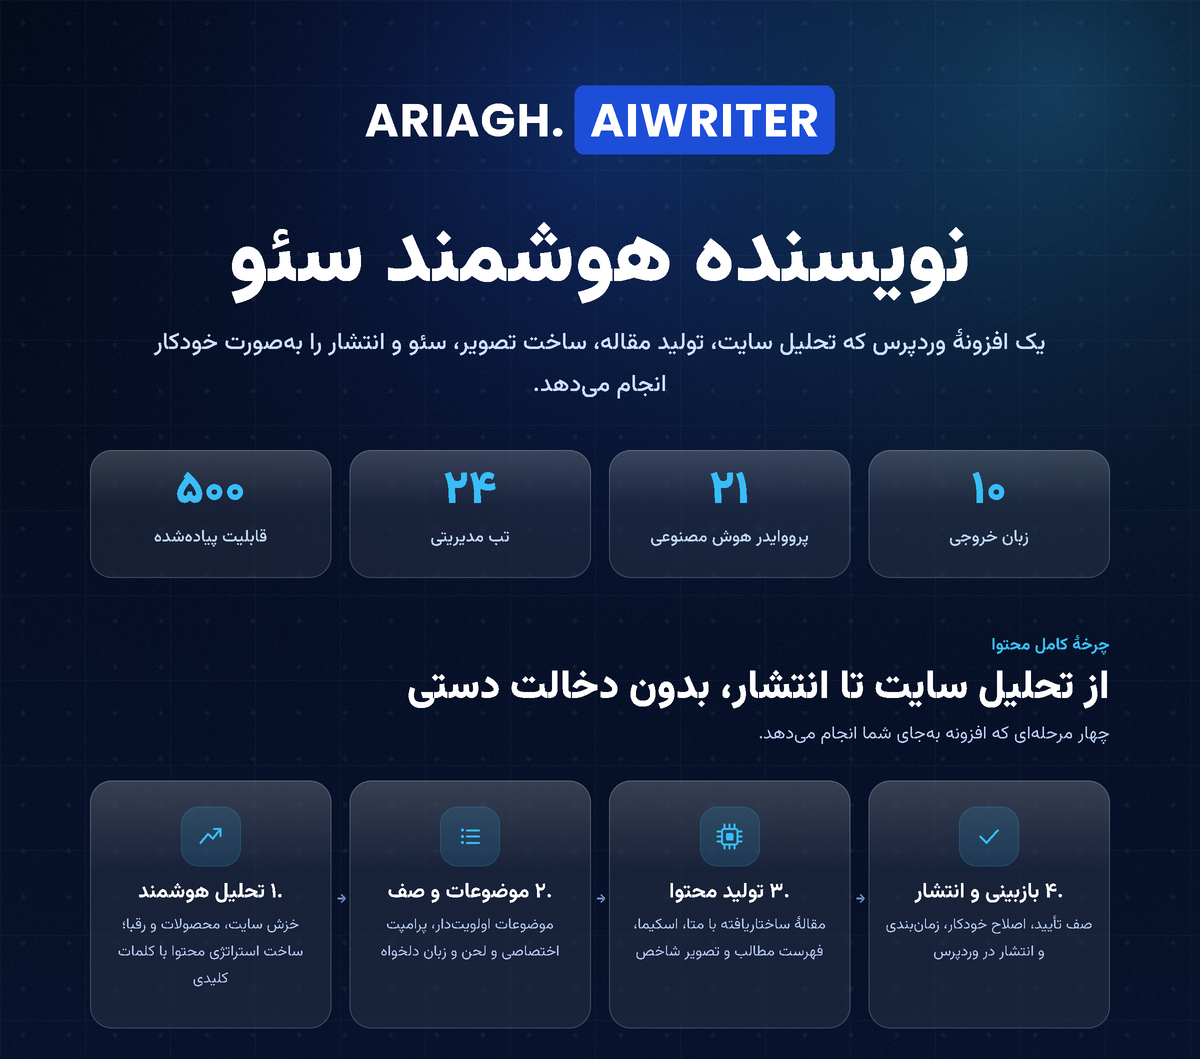 ARIAGH. AIWRITER
نویسنده هوشمند سئو
یک افزونهٔ وردپرس که تحلیل سایت، تولید مقاله، ساخت تصویر، سئو و انتشار را به‌صورت خودکار
انجام می‌دهد.
۱۰
زبان خروجی
۲۱
پرووایدر هوش مصنوعی
۲۴
تب مدیریتی
۵۰۰
قابلیت پیاده‌شده
چرخهٔ کامل محتوا
از تحلیل سایت تا انتشار، بدون دخالت دستی
چهار مرحله‌ای که افزونه به‌جای شما انجام می‌دهد.
۱. تحلیل هوشمند
خزش سایت، محصولات و رقبا؛
ساخت استراتژی محتوا با کلمات
کلیدی
۲. موضوعات و صف
موضوعات اولویت‌دار، پرامپت
اختصاصی و لحن و زبان دلخواه
۳. تولید محتوا
مقالهٔ ساختاریافته با متا، اسکیما،
فهرست مطالب و تصویر شاخص
۴. بازبینی و انتشار
صف تأیید، اصلاح خودکار، زمان‌بندی
و انتشار در وردپرس